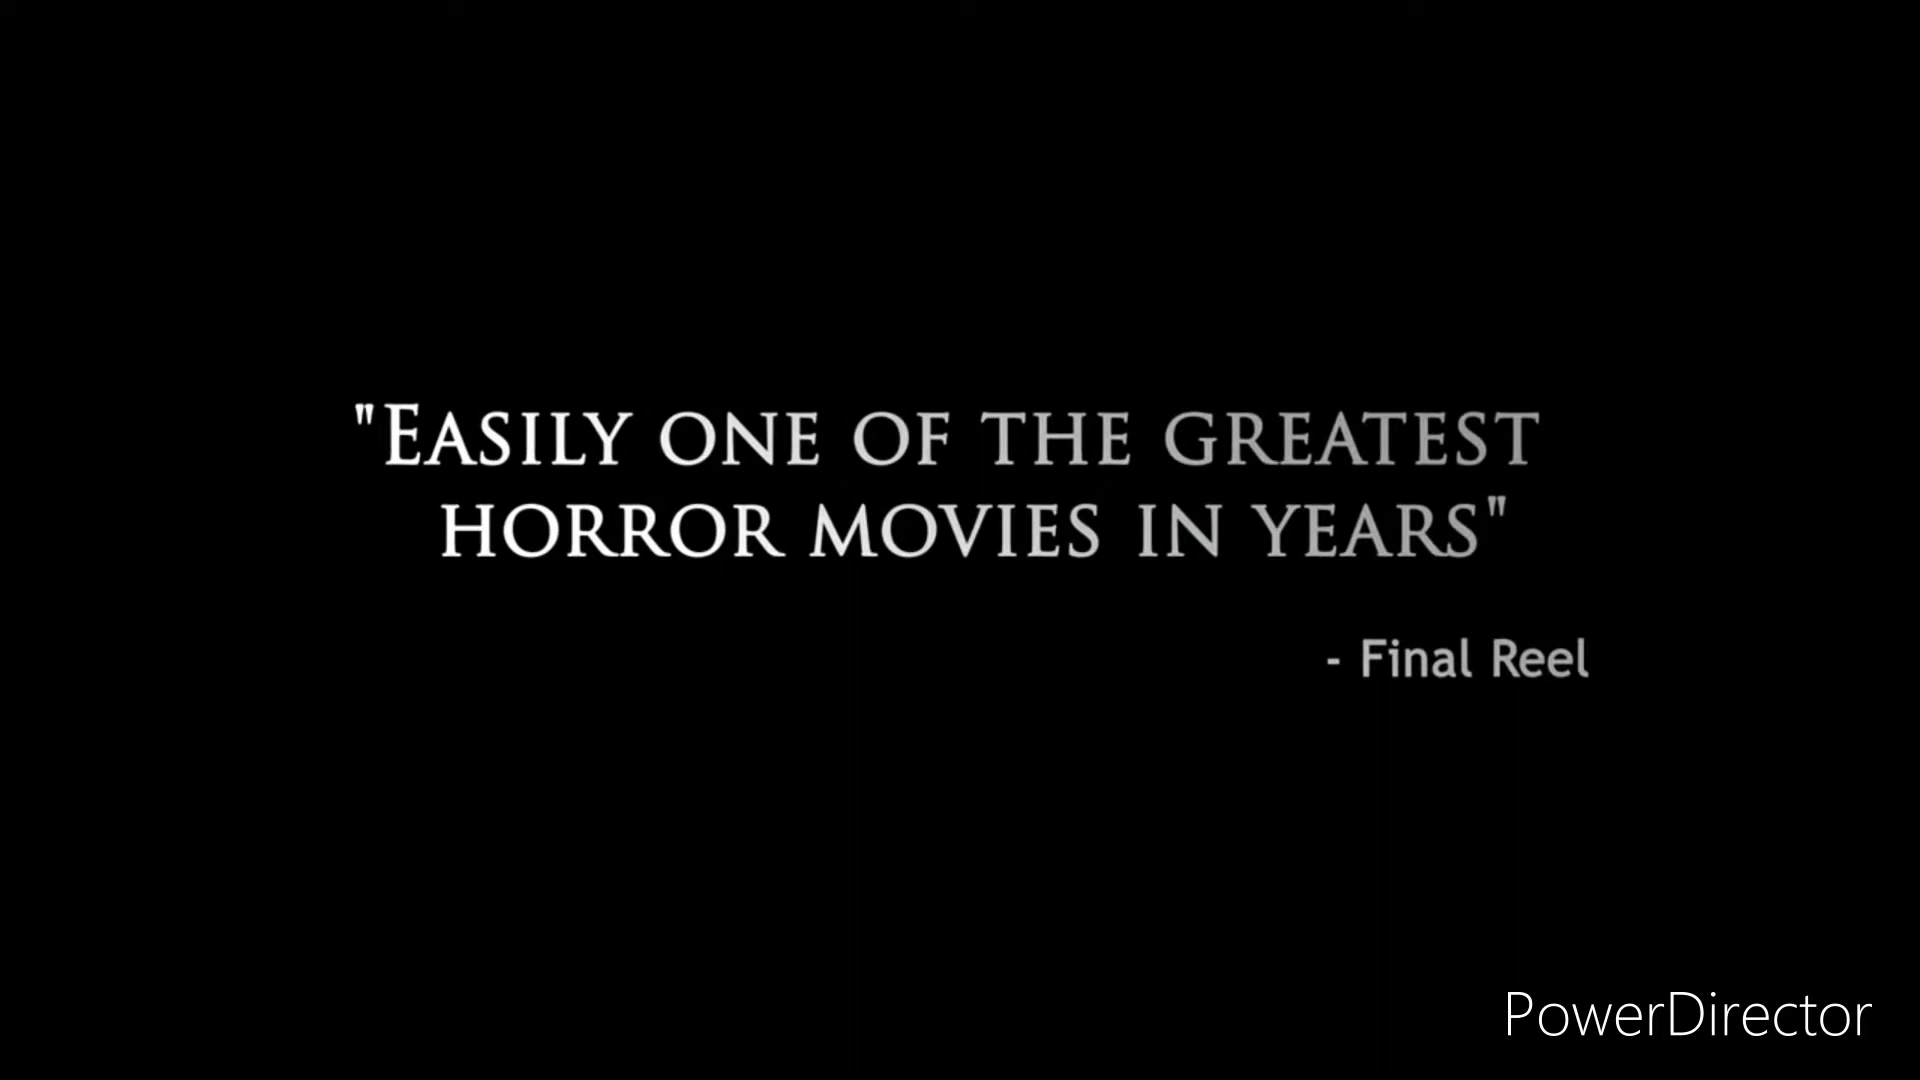 "Easily one of the greatest
horror movies in years"
- Final Reel
PowerDirector